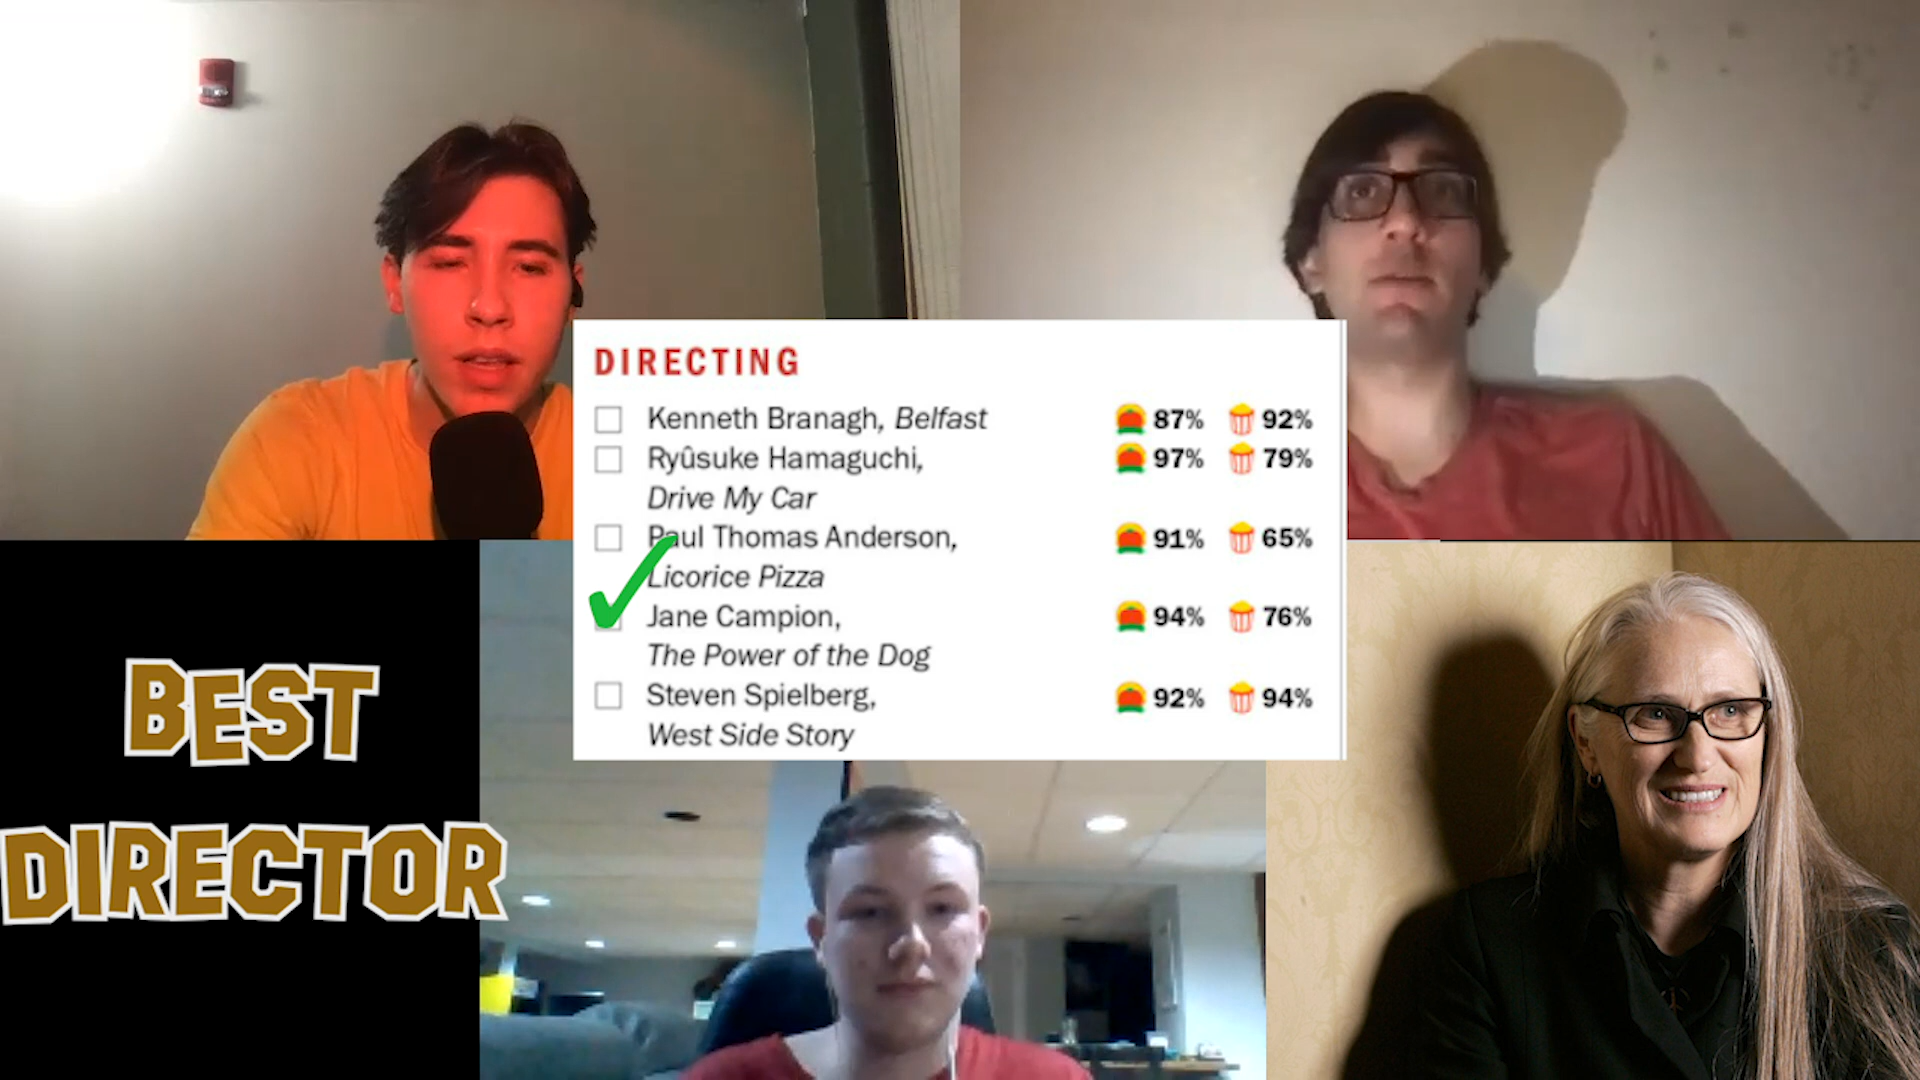 DIRECTING
Kenneth Branagh, Belfast 87% 92%
Ryûsuke Hamaguchi, 97% 79%
Drive My Car
Paul Thomas Anderson, 91% 65%
Licorice Pizza
Jane Campion, 94% 76%
The Power of the Dog
Steven Spielberg, 92% 94%
West Side Story
BEST
DIRECTOR